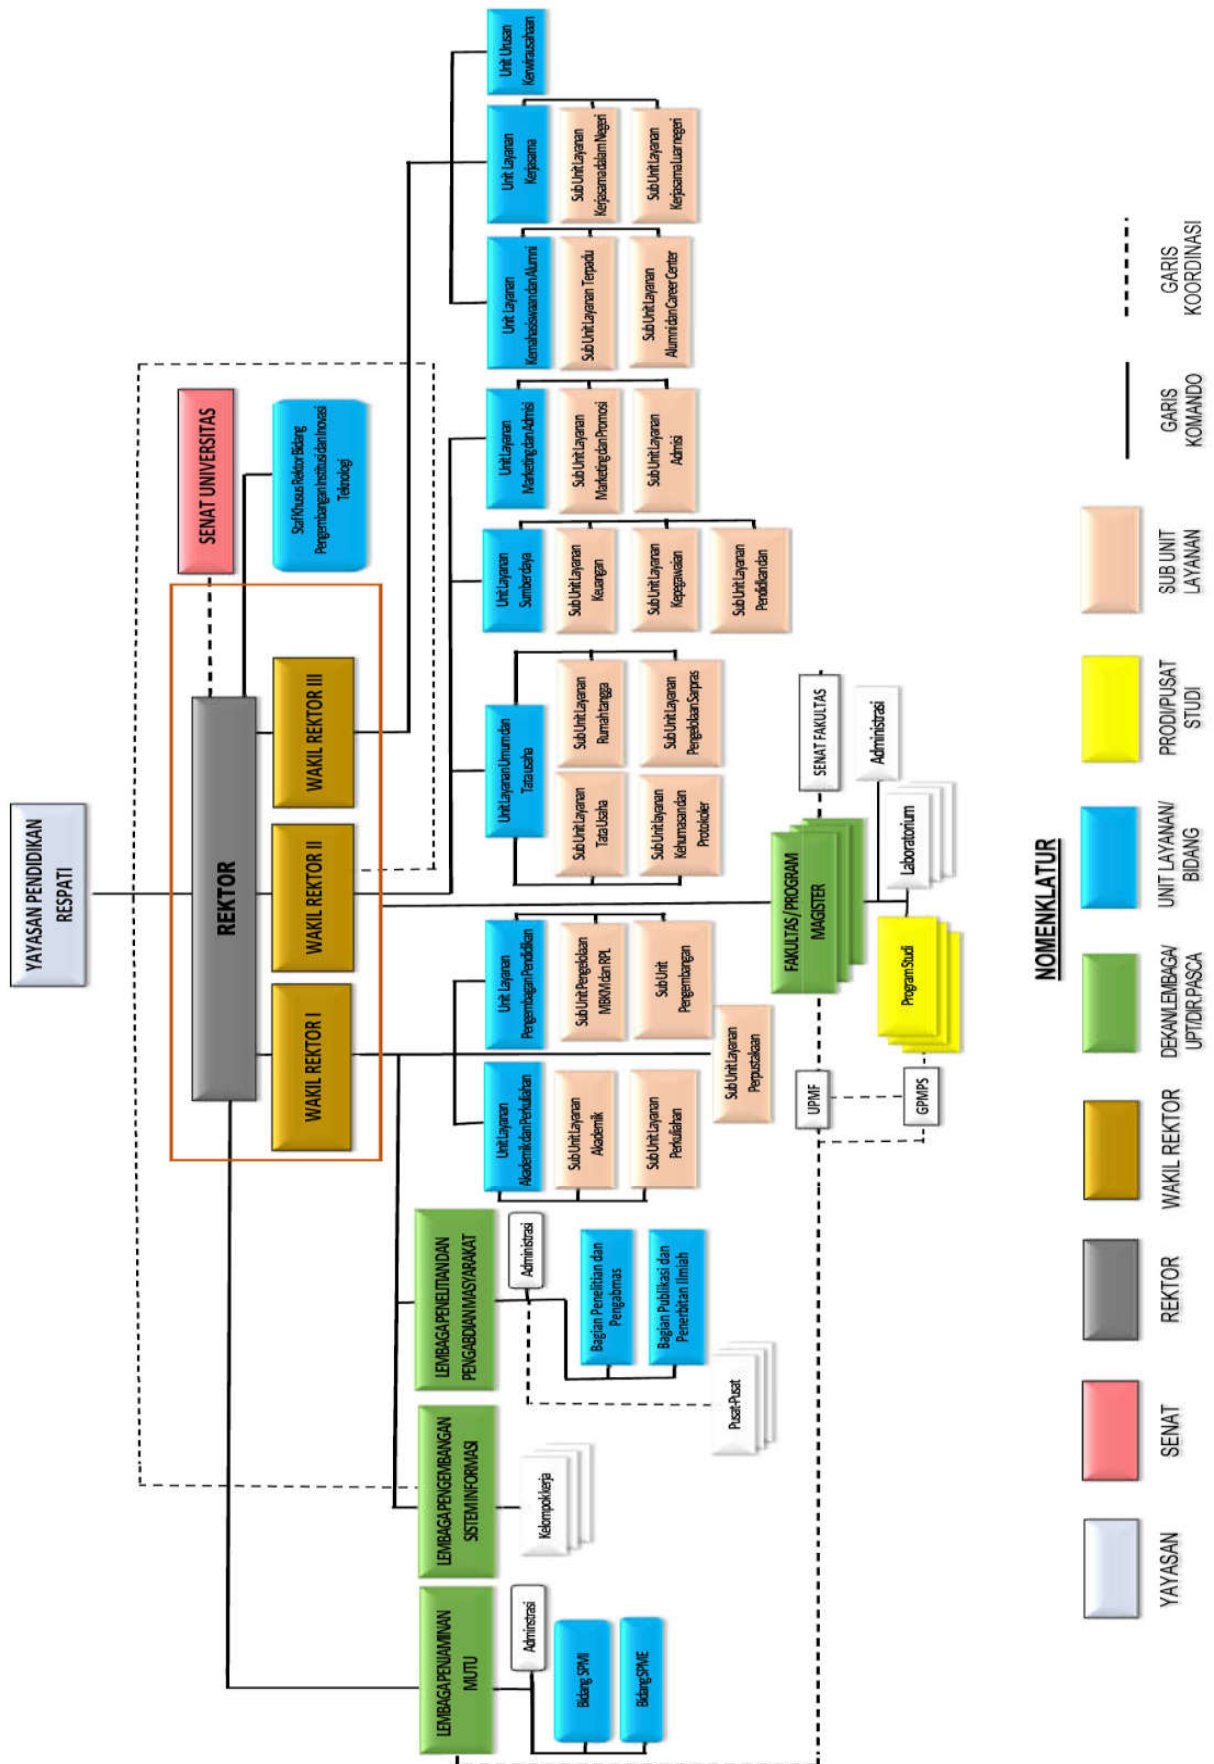 YAYASAN PENDIDIKAN
RESPATI
REKTOR
SENAT UNIVERSITAS
WAKIL REKTOR I
WAKIL REKTOR II
WAKIL REKTOR III
Staf Khusus Rektor Bidang
Pengembangan Institusi dan Inovasi
Teknologi
LEMBAGA PENJAMINAN
MUTU
Adminstrasi
Bidang SPMI
Bidang SPME
LEMBAGA PENGEMBANGAN
SISTEM INFORMASI
Kelompok kerja
LEMBAGA PENELITIAN DAN
PENGABDIAN MASYARAKAT
Administrasi
Bagian Penelitian dan
Pengabmas
Bagian Publikasi dan
Penerbitan Ilmiah
Pusat-Pusat
Unit Layanan
Akademik dan Perkuliahan
Sub Unit Layanan
Akademik
Sub Unit Layanan
Perkuliahan
Unit Layanan
Pengembagan Pendidikan
Sub Unit Pengelolaan
MBKM dan RPL
Sub Unit
Pengembangan
Sub Unit Layanan
Perpustakaan
Unit Layanan Umum dan
Tata usaha
Sub Unit Layanan
Tata Usaha
Sub Unit Layanan
Rumah tangga
Sub Unit layanan
Kehumasan dan
Protokoler
Sub Unit Layanan
Pengelolaan Sarpras
Unit Layanan
Sumber daya
Sub Unit Layanan
Keuangan
Sub Unit Layanan
Kepegawaian
Sub Unit Layanan
Pendidikan dan
Unit Layanan
Marketing dan Admisi
Sub Unit Layanan
Marketing dan Promosi
Sub Unit Layanan
Admisi
Unit Layanan
Kemahasiswaan dan Alumni
Sub Unit Layanan Terpadu
Sub Unit Layanan
Alumni dan Career Center
Unit Layanan
Kerjasama
Sub Unit Layanan
Kerjasama dalam Negeri
Sub Unit Layanan
Kerjasama Luar negeri
Unit Urusan
Kerwirausahaan
FAKULTAS / PROGRAM
MAGISTER
SENAT FAKULTAS
UPMF
Administrasi
GPMPS
Program Studi
Laboratorium
NOMENKLATUR
YAYASAN
SENAT
REKTOR
WAKIL REKTOR
DEKAN/LEMBAGA/
UPT/DIR.PASCA
UNIT LAYANAN/
BIDANG
PRODI/PUSAT
STUDI
SUB UNIT
LAYANAN
GARIS
KOMANDO
GARIS
KOORDINASI